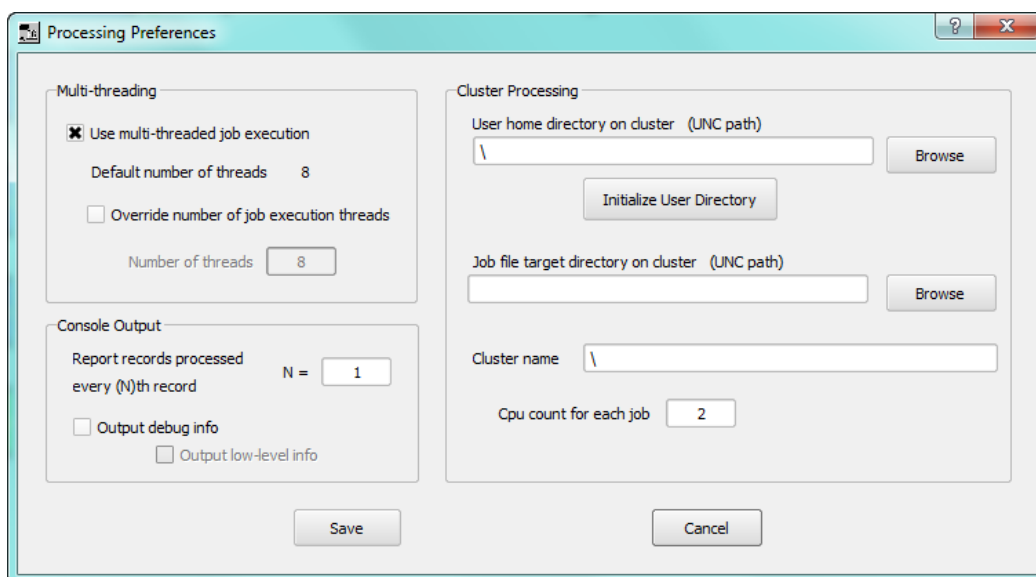 Processing Preferences
Multi-threading
Use multi-threaded job execution
Default number of threads 8
Override number of job execution threads
Number of threads 8
Console Output
Report records processed
every (N)th record
N = 1
Output debug info
Output low-level info
Cluster Processing
User home directory on cluster (UNC path)
\
Browse
Initialize User Directory
Job file target directory on cluster (UNC path)
Browse
Cluster name \
Cpu count for each job 2
Save
Cancel